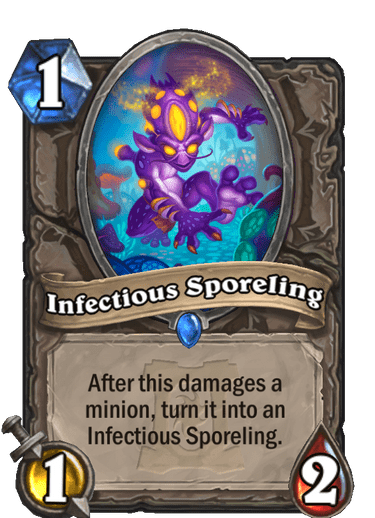 1
Infectious Sporeling
After this damages a
minion, turn it into an
Infectious Sporeling.
1
2